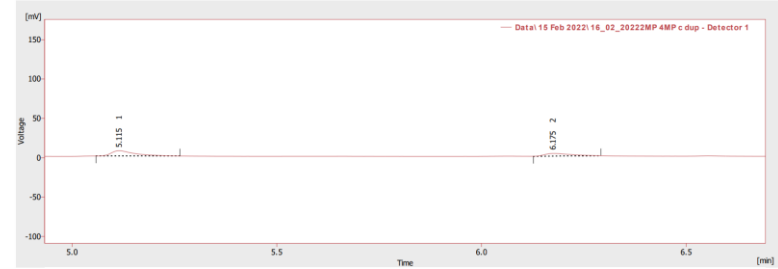 [mV]
Data\ 15 Feb 2022\ 16_02_20222MP 4MP c dup - Detector 1
150
100
50
0
-50
-100
Voltage
5.115 1
6.175 2
5.0 5.5 6.0 6.5
Time
[min]